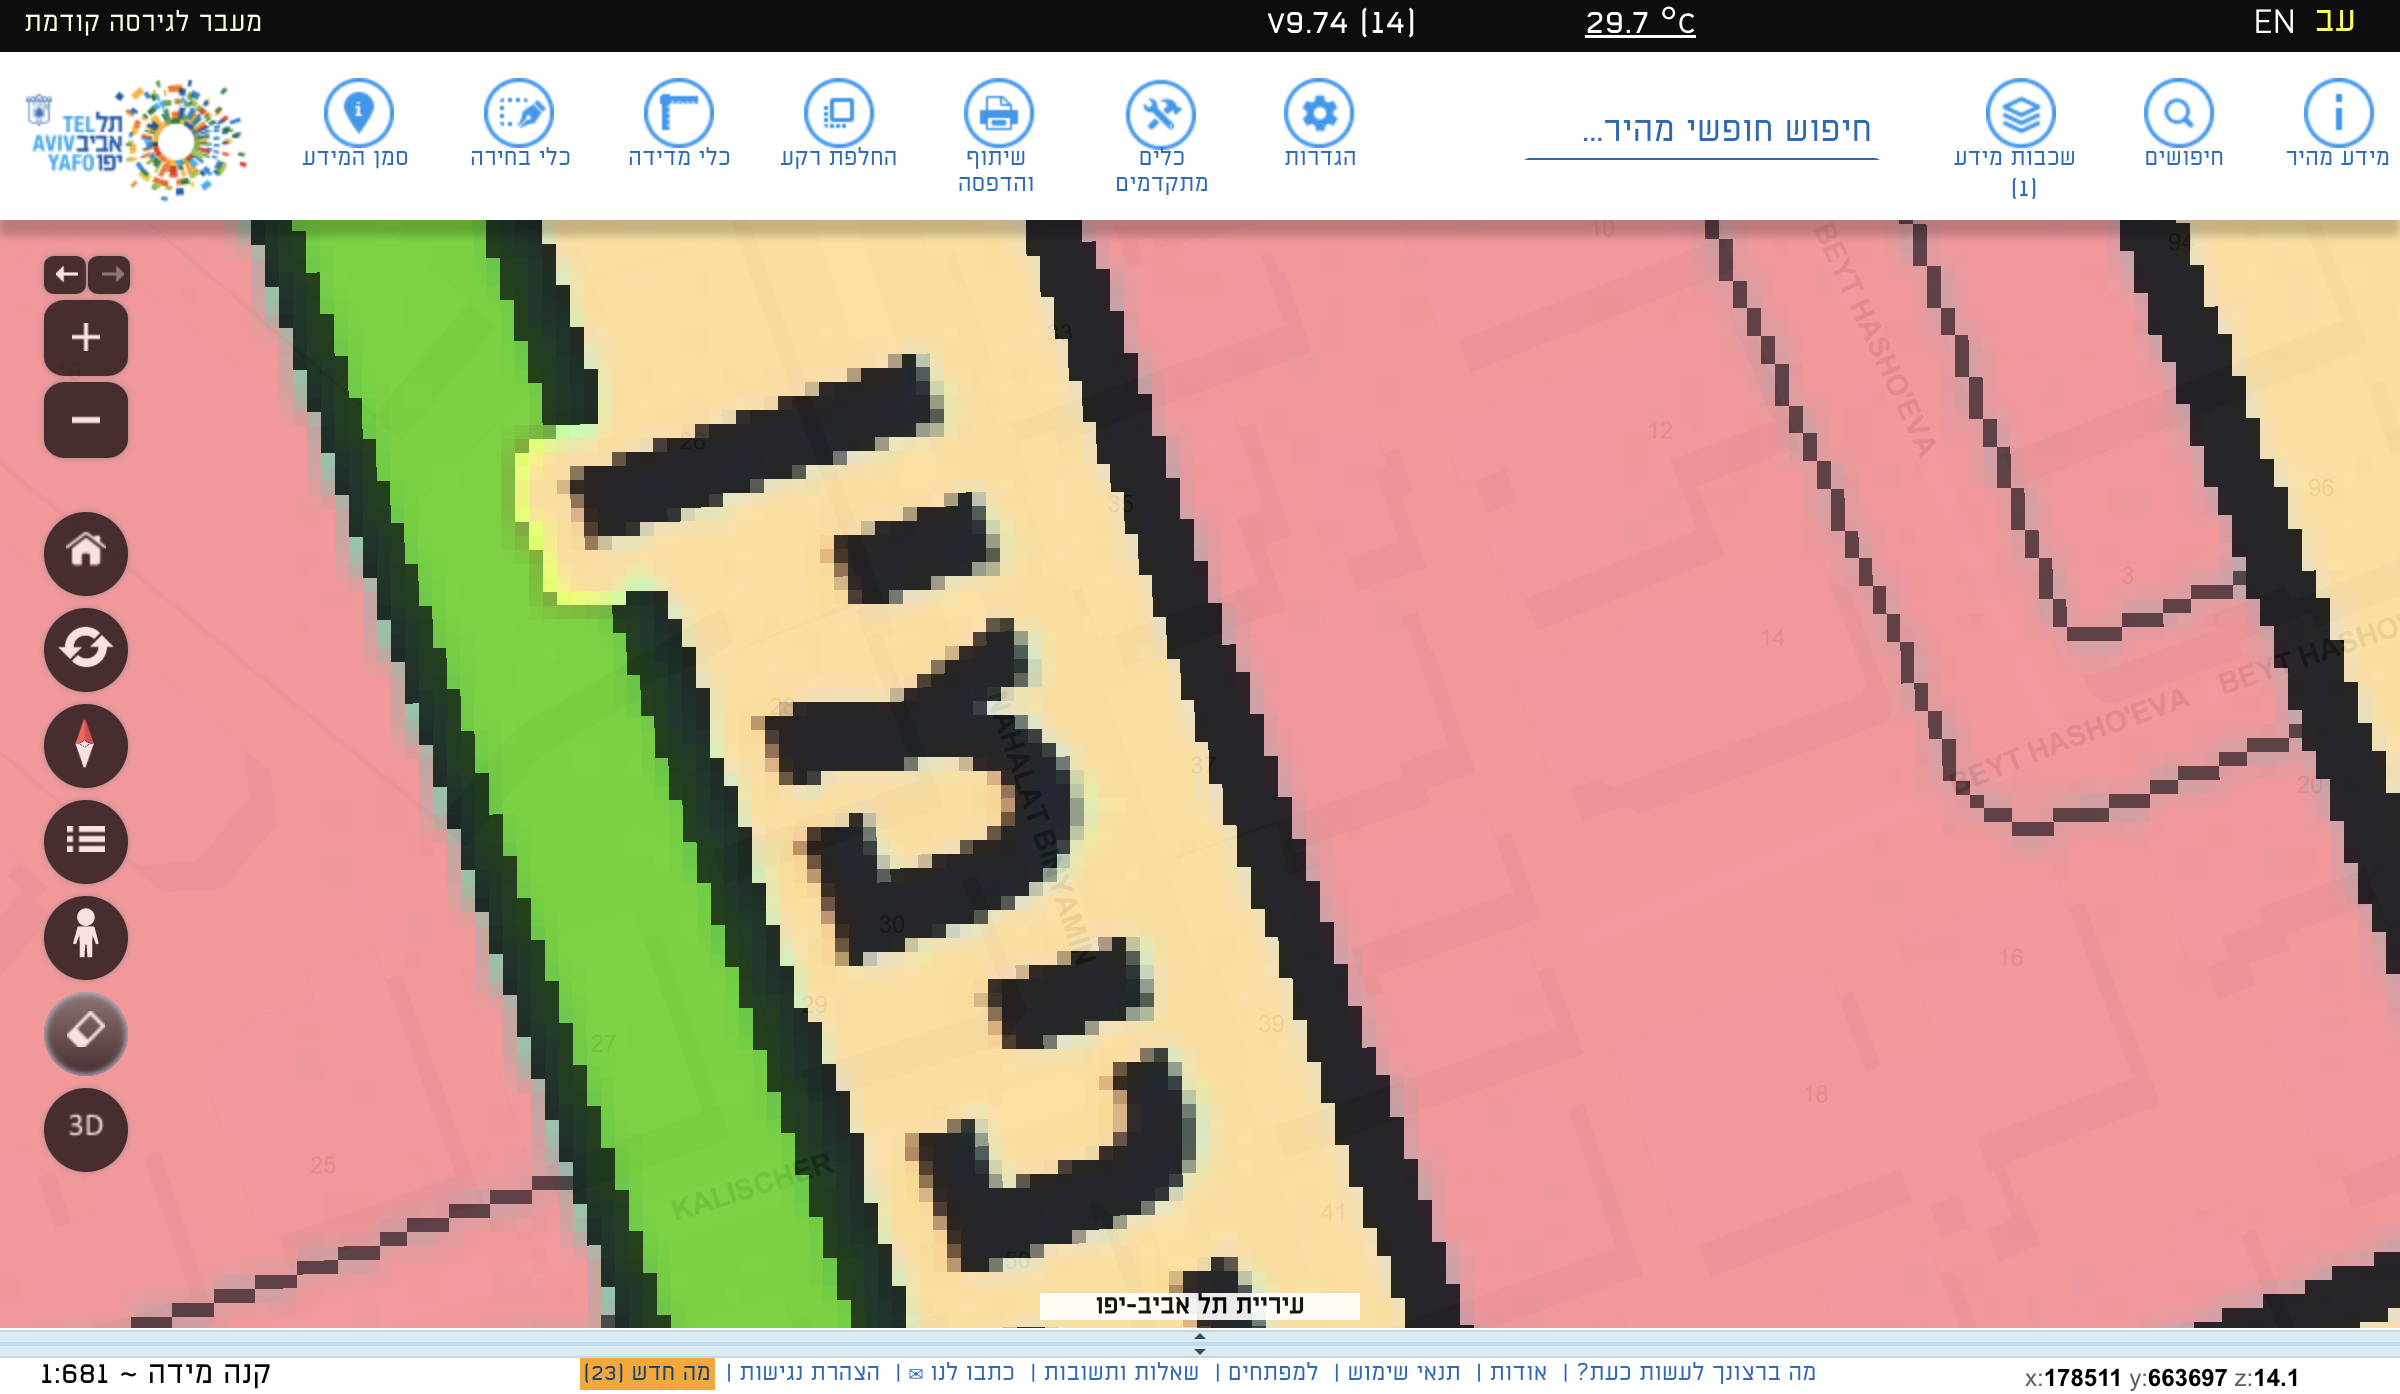 עב EN
29.7 °C
V9.74 (14)
מעבר לגירסה קודמת
מידע מהיר
חיפושים
שכבות מידע
(1)
חיפוש חופשי מהיר...
הגדרות
כלים
מתקדמים
שיתוף
והדפסה
החלפת רקע
כלי מדידה
כלי בחירה
סמן המידע
תל
אביב
יפו
TEL
AVIV
YAFO
10
94
BEYT HASHO'EVA
33
12
26
96
35
3
14
BEYT HASHO'EVA
BEYT HASHO'
28
NAHALAT BINYAMIN
37
20
30
16
29
39
27
18
25
KALISCHER
41
50
3D
עיריית תל אביב-יפו
מה ברצונך לעשות כעת? | אודות | תנאי שימוש | למפתחים | שאלות ותשובות | כתבו לנו ✉ | הצהרת נגישות | מה חדש (23)
קנה מידה ~ 1:681
x:178511 y:663697 z:14.1